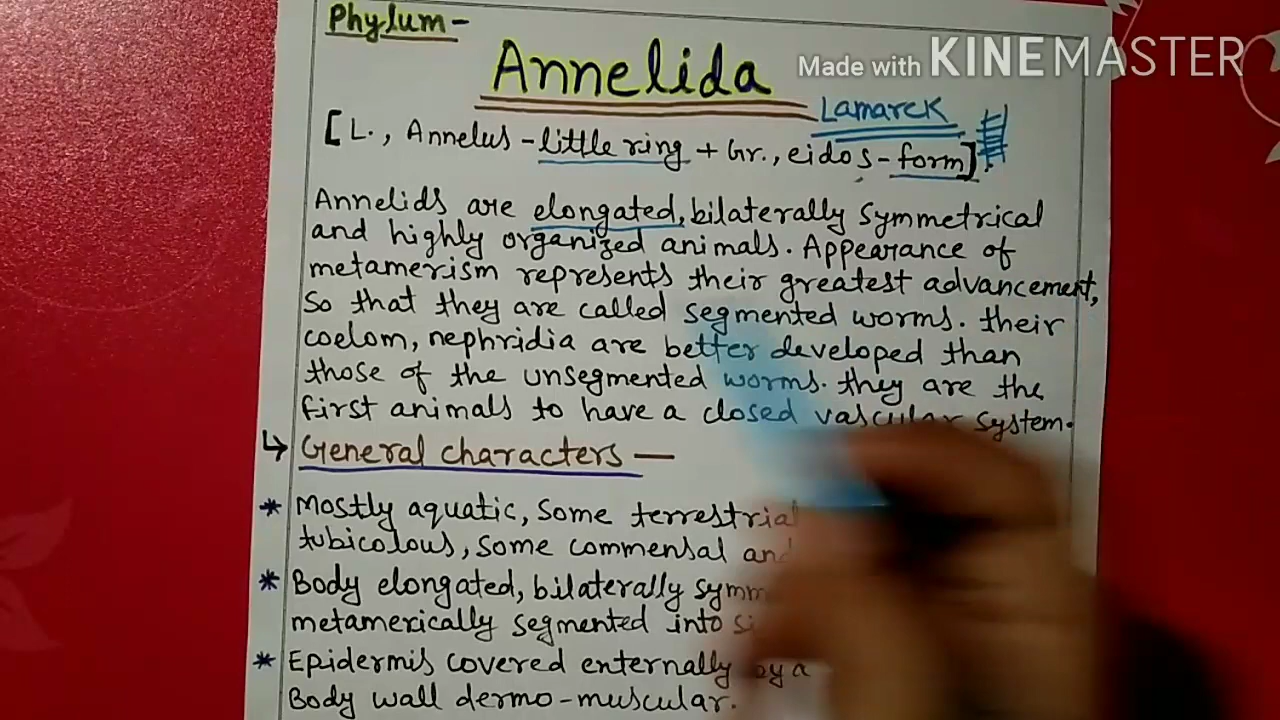 Phylum-
Made with KINEMASTER
Annelida
Lamarck
[L., Annelus - little ring + Gr., eidos - form].
Annelids are elongated, bilaterally symmetrical
and highly organized animals. Appearance of
metamerism represents their greatest advancement,
So that they are called segmented worms. their
coelom, nephridia are better developed than
those of the unsegmented worms. they are the
first animals to have a closed vascular system.
↳ General characters —
* Mostly aquatic, some terrestrial
tubicolous, some commensal and
* Body elongated, bilaterally
metamerically segmented into
* Epidermis covered enternally by a
Body wall dermo-muscular.